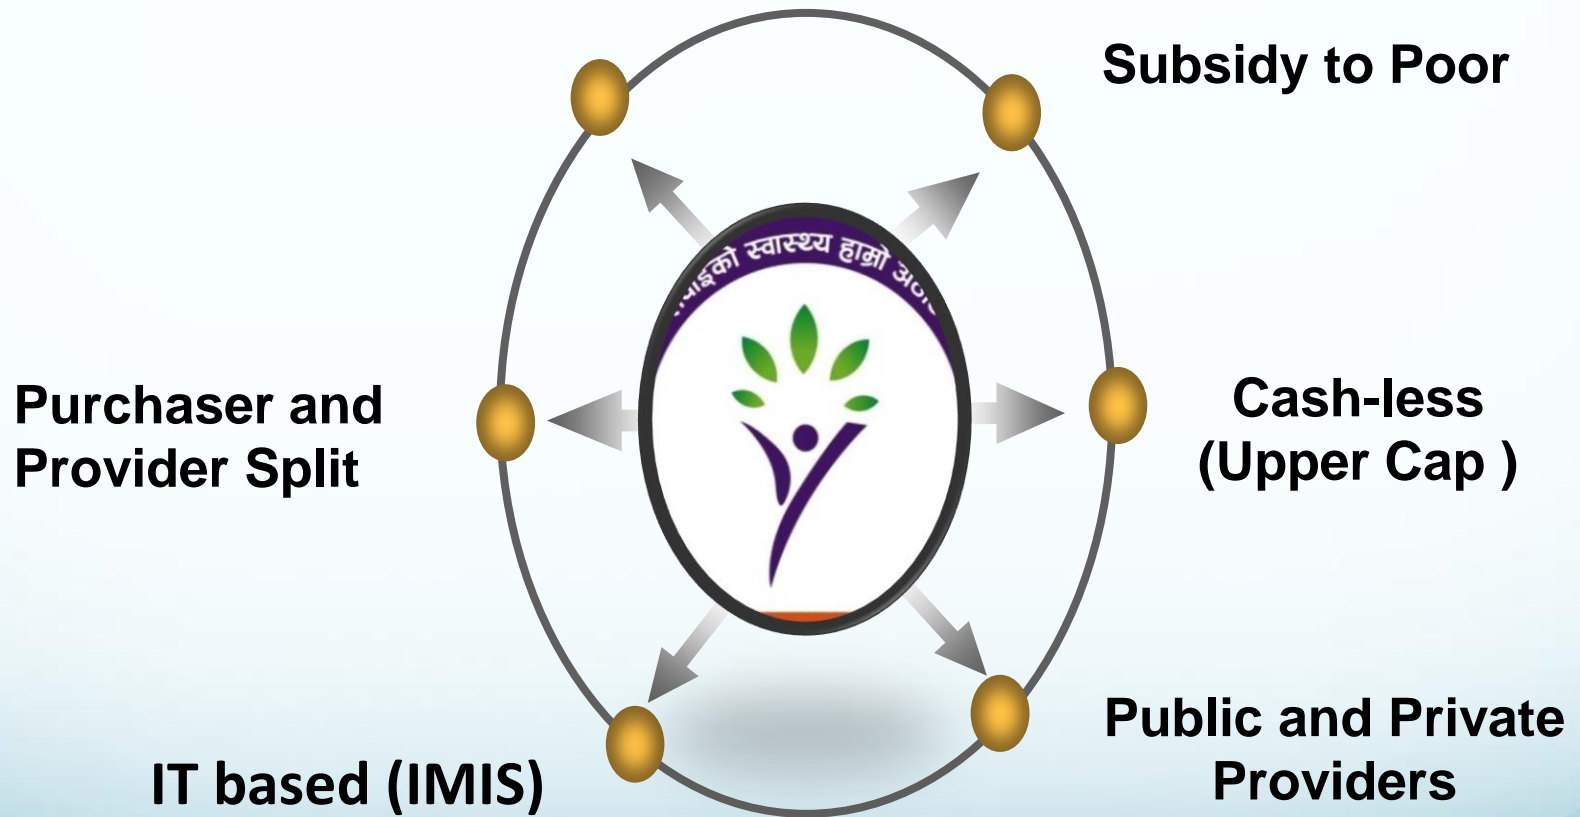 Subsidy to Poor
स्वास्थ्य हाम्रो
Purchaser and
Provider Split
Cash-less
(Upper Cap )
Public and Private
Providers
IT based (IMIS)